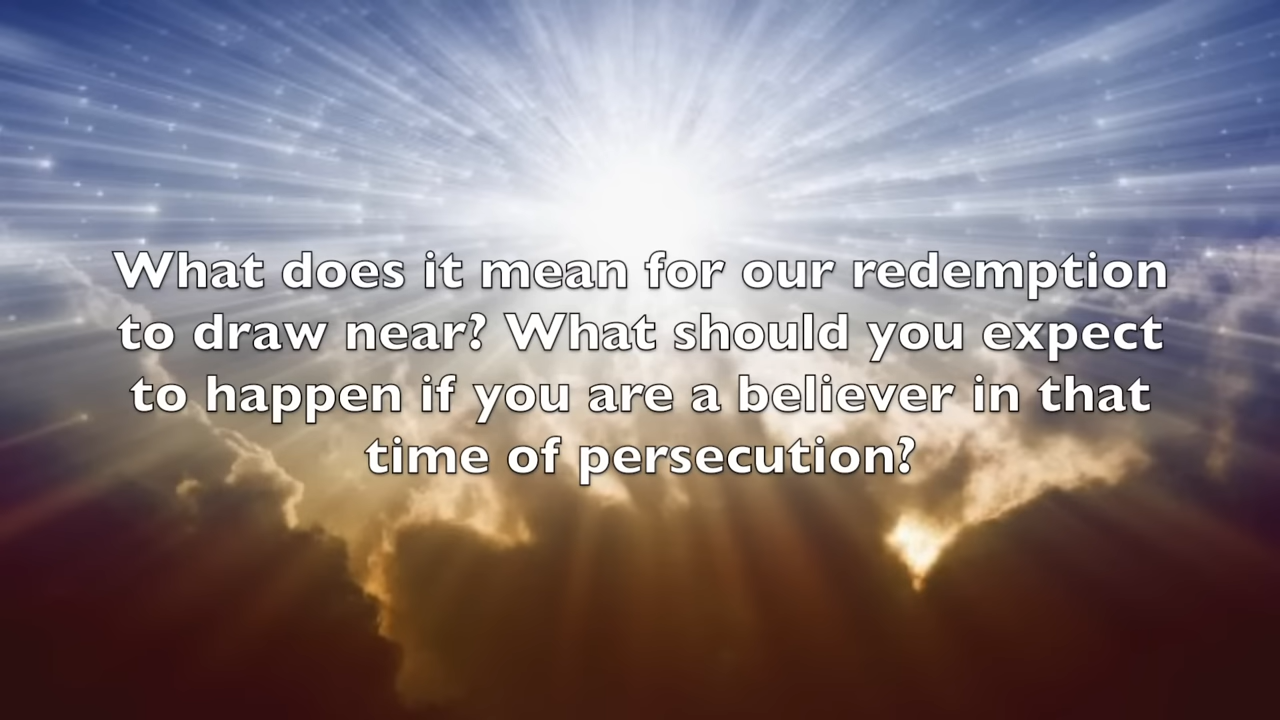 What does it mean for our redemption
to draw near? What should you expect
to happen if you are a believer in that
time of persecution?